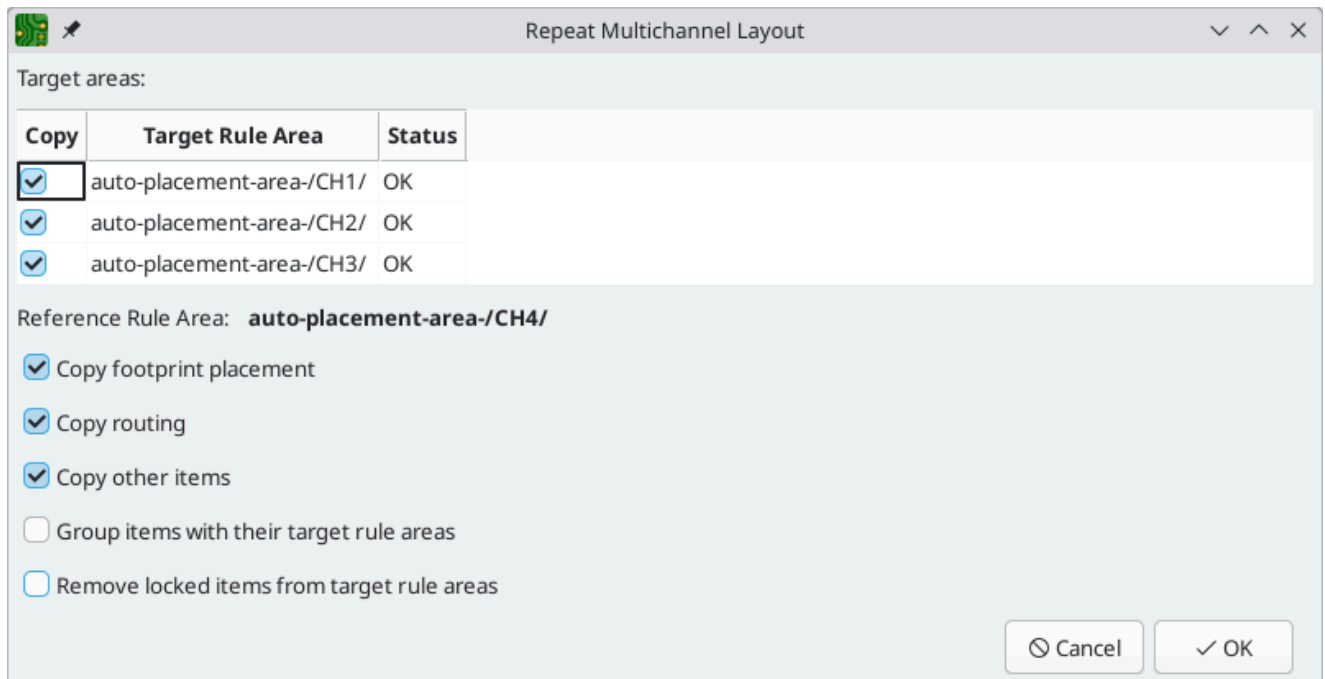 Repeat Multichannel Layout
Target areas:
Copy Target Rule Area Status
auto-placement-area-/CH1/ OK
auto-placement-area-/CH2/ OK
auto-placement-area-/CH3/ OK
Reference Rule Area: auto-placement-area-/CH4/
Copy footprint placement
Copy routing
Copy other items
Group items with their target rule areas
Remove locked items from target rule areas
Cancel OK